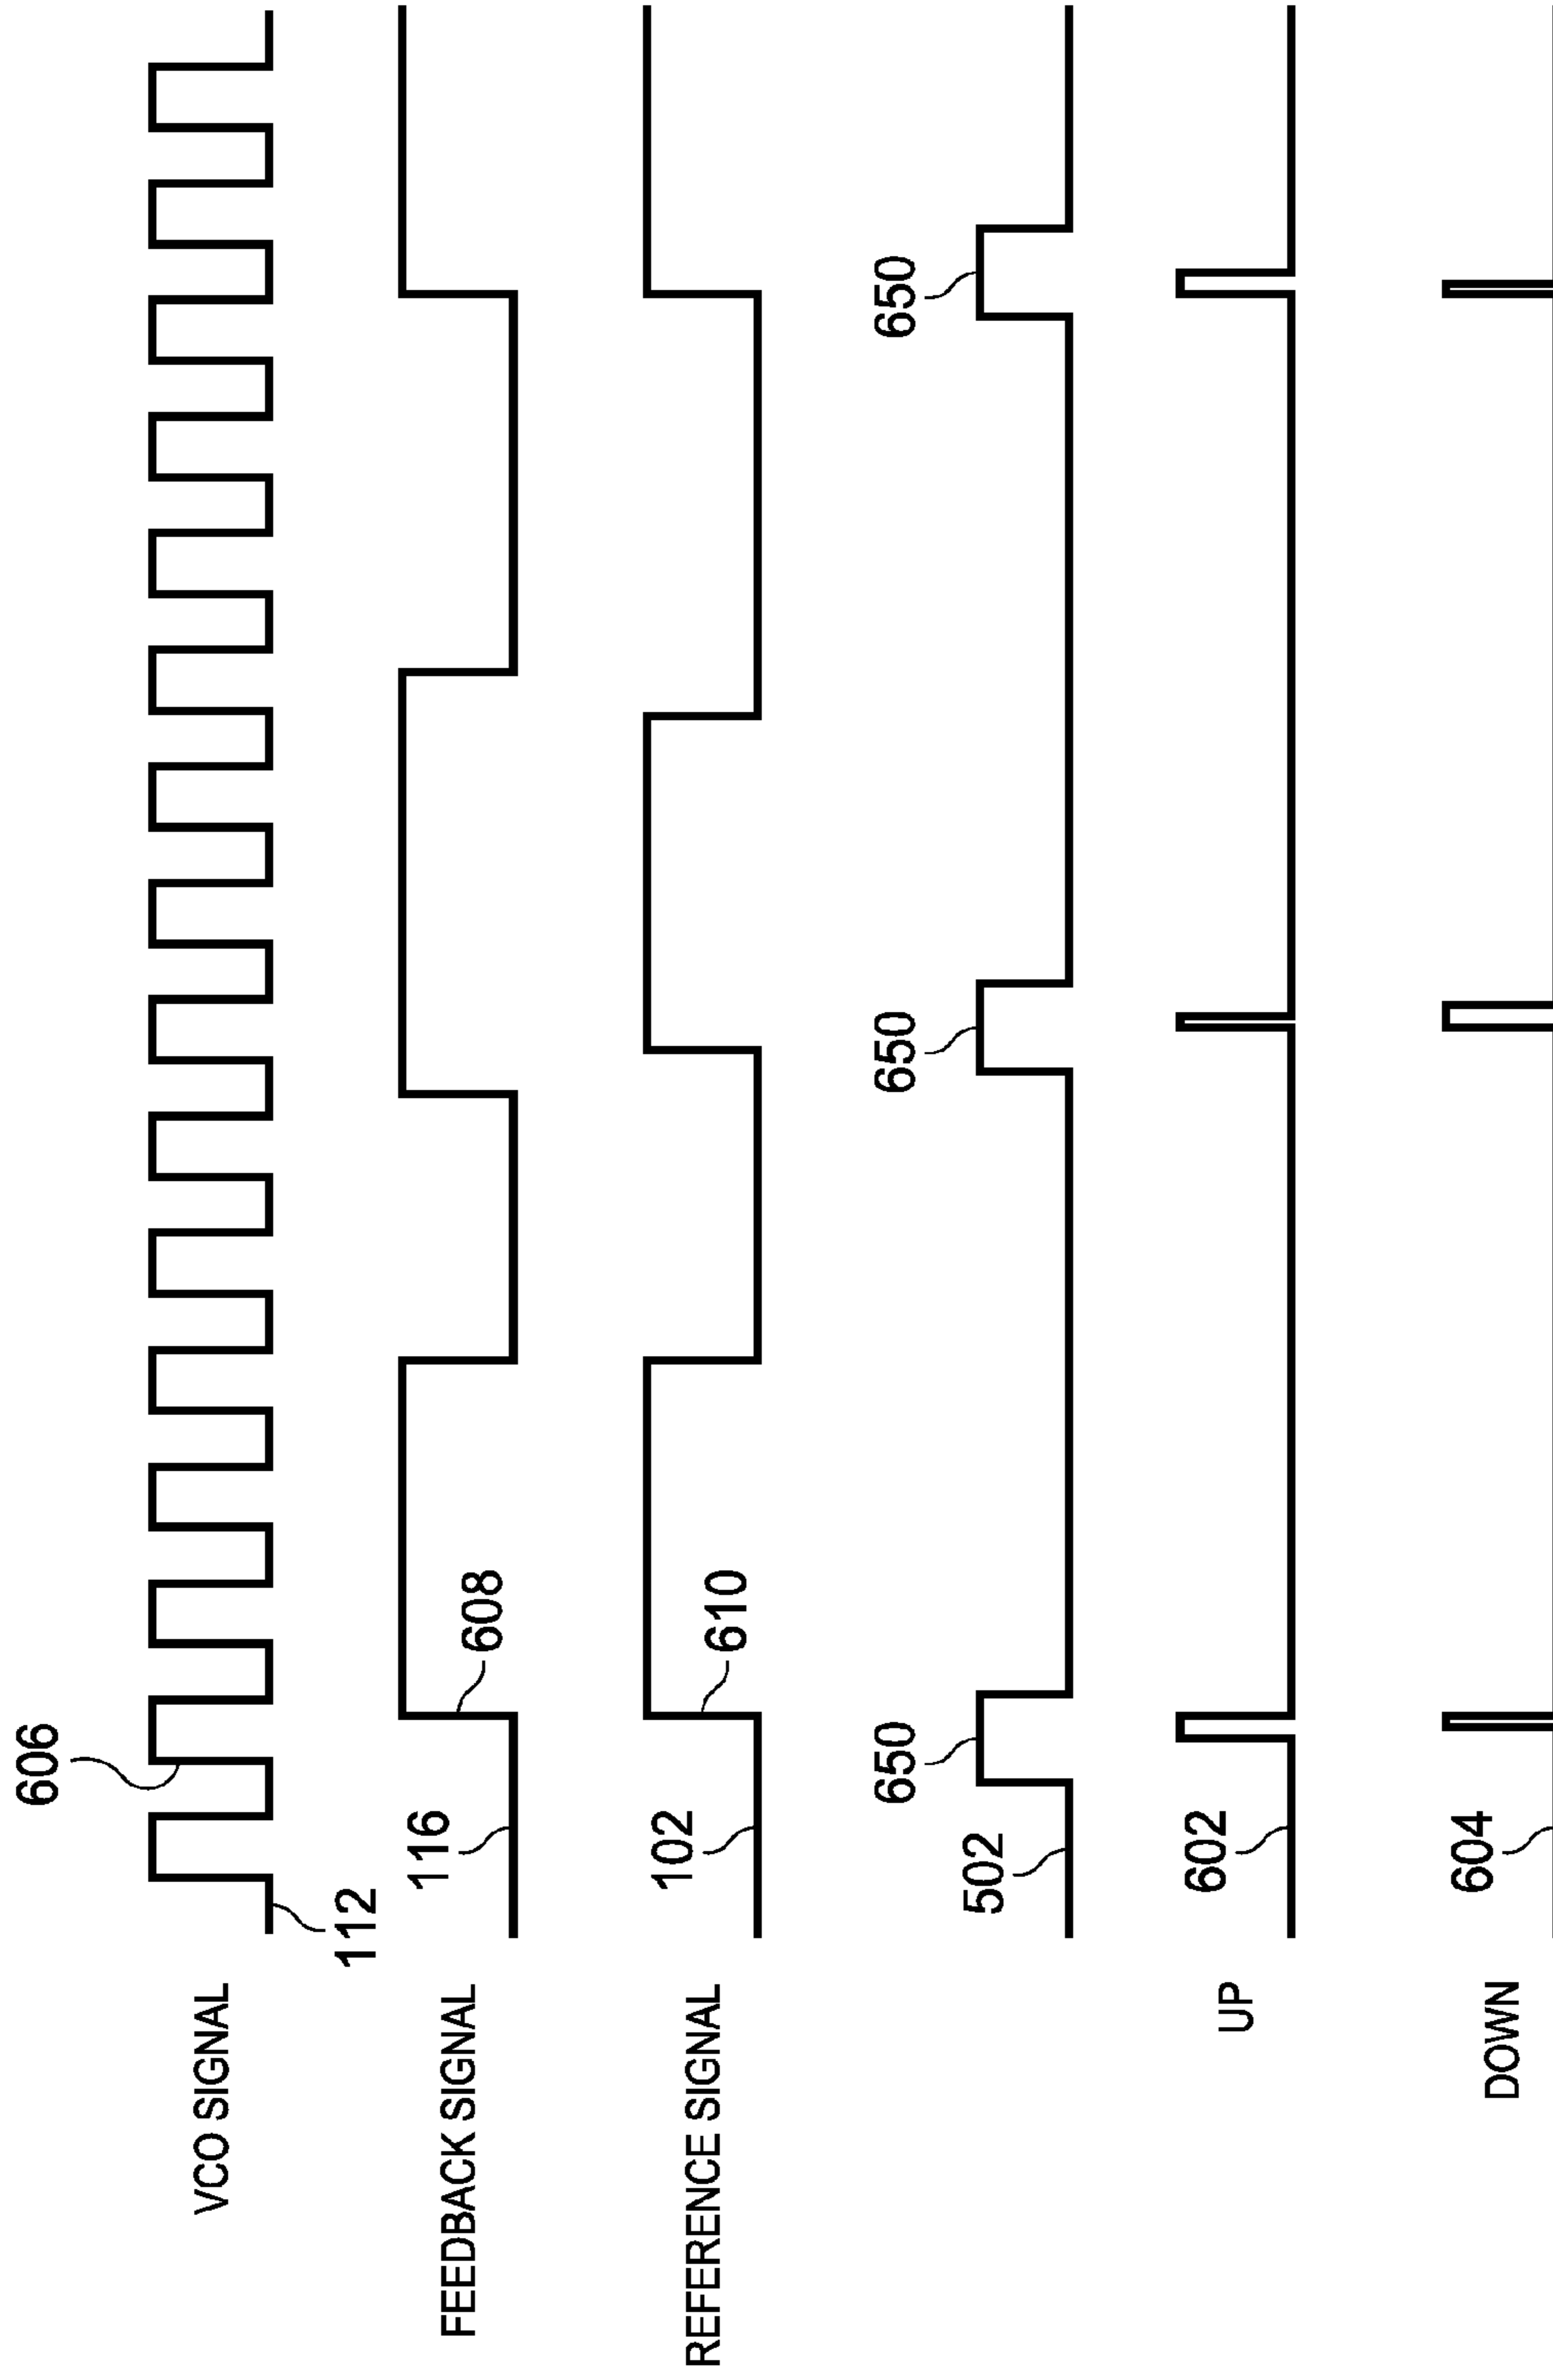 606
VCO SIGNAL
112
FEEDBACK SIGNAL
116
608
REFERENCE SIGNAL
102
610
650
650
650
502
UP
602
DOWN
604